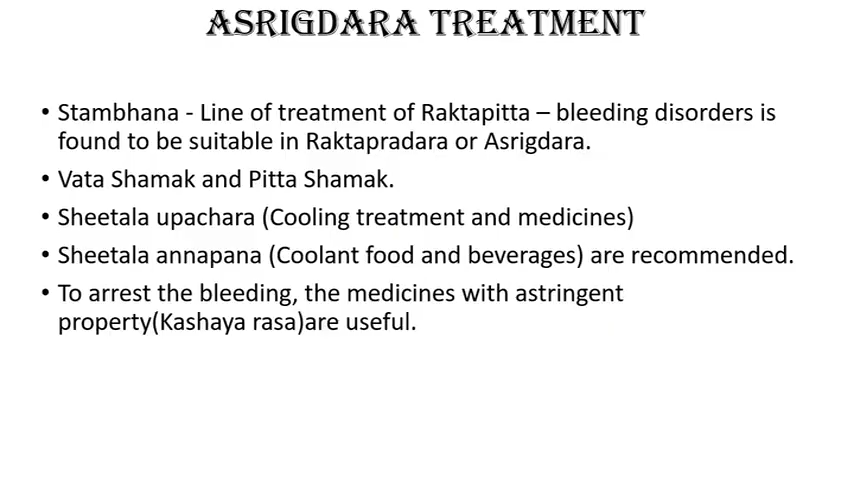 ASRIGDARA TREATMENT
• Stambhana - Line of treatment of Raktapitta – bleeding disorders is
found to be suitable in Raktapradara or Asrigdara.
• Vata Shamak and Pitta Shamak.
• Sheetala upachara (Cooling treatment and medicines)
• Sheetala annapana (Coolant food and beverages) are recommended.
• To arrest the bleeding, the medicines with astringent
property(Kashaya rasa)are useful.